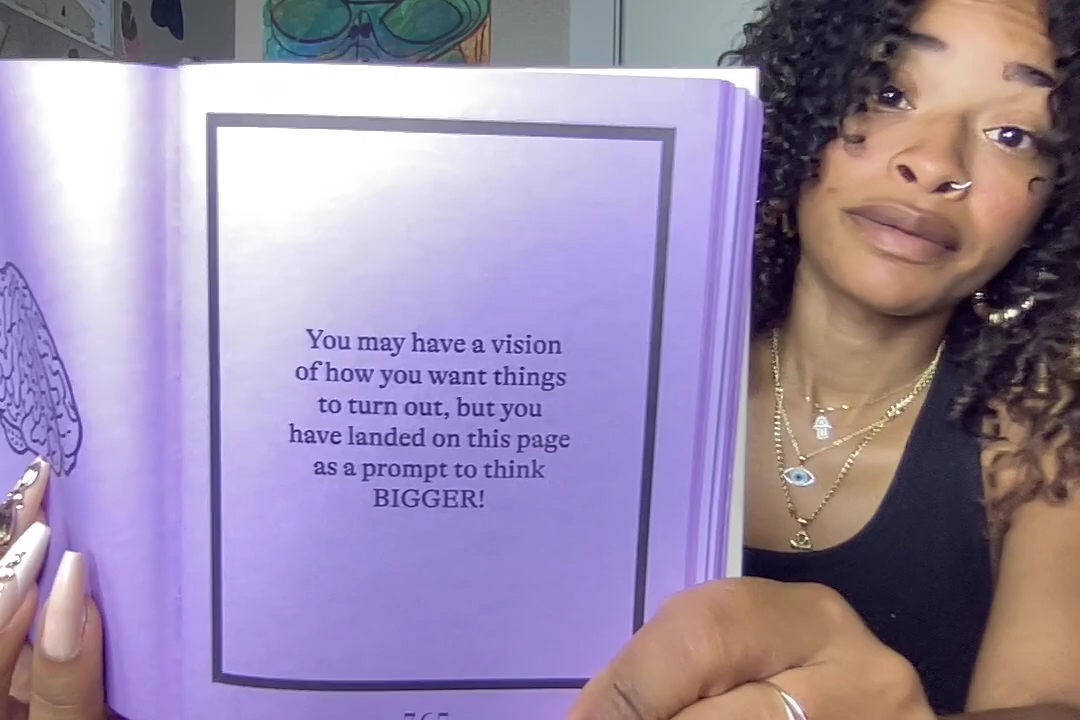 You may have a vision
of how you want things
to turn out, but you
have landed on this page
as a prompt to think
BIGGER!